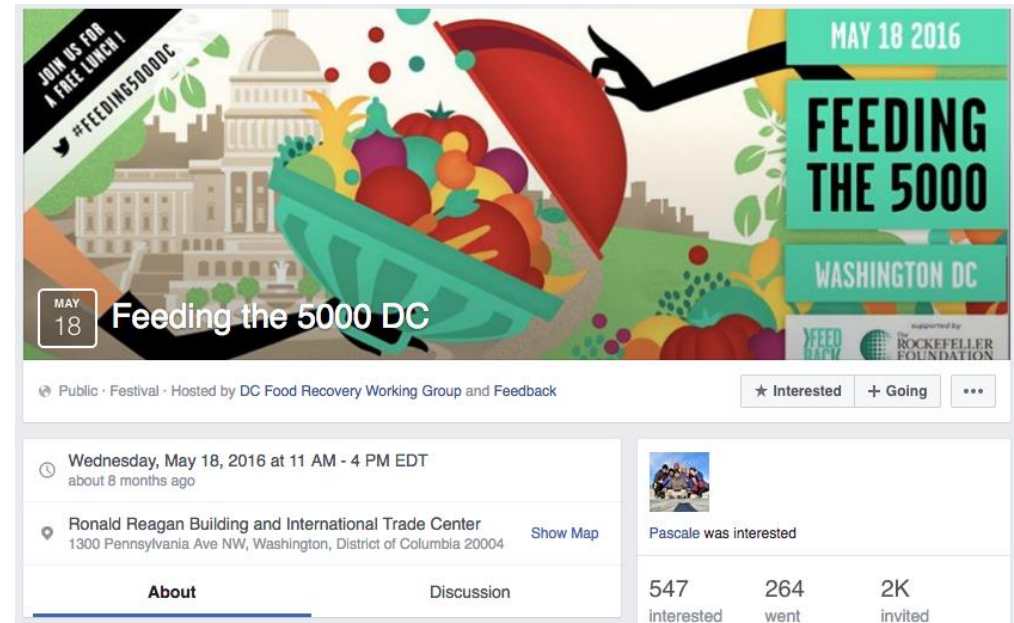 JOIN US FOR
A FREE LUNCH !
#FEEDING5000DC
MAY 18 2016
FEEDING
THE 5000
WASHINGTON DC
supported by
FEED
BACK
The
ROCKEFELLER
FOUNDATION
MAY
18
Feeding the 5000 DC
Public · Festival · Hosted by DC Food Recovery Working Group and Feedback
★ Interested
+ Going
•••
Wednesday, May 18, 2016 at 11 AM - 4 PM EDT
about 8 months ago
Ronald Reagan Building and International Trade Center
1300 Pennsylvania Ave NW, Washington, District of Columbia 20004
Show Map
About
Discussion
Pascale was interested
547 264 2K
interested went invited